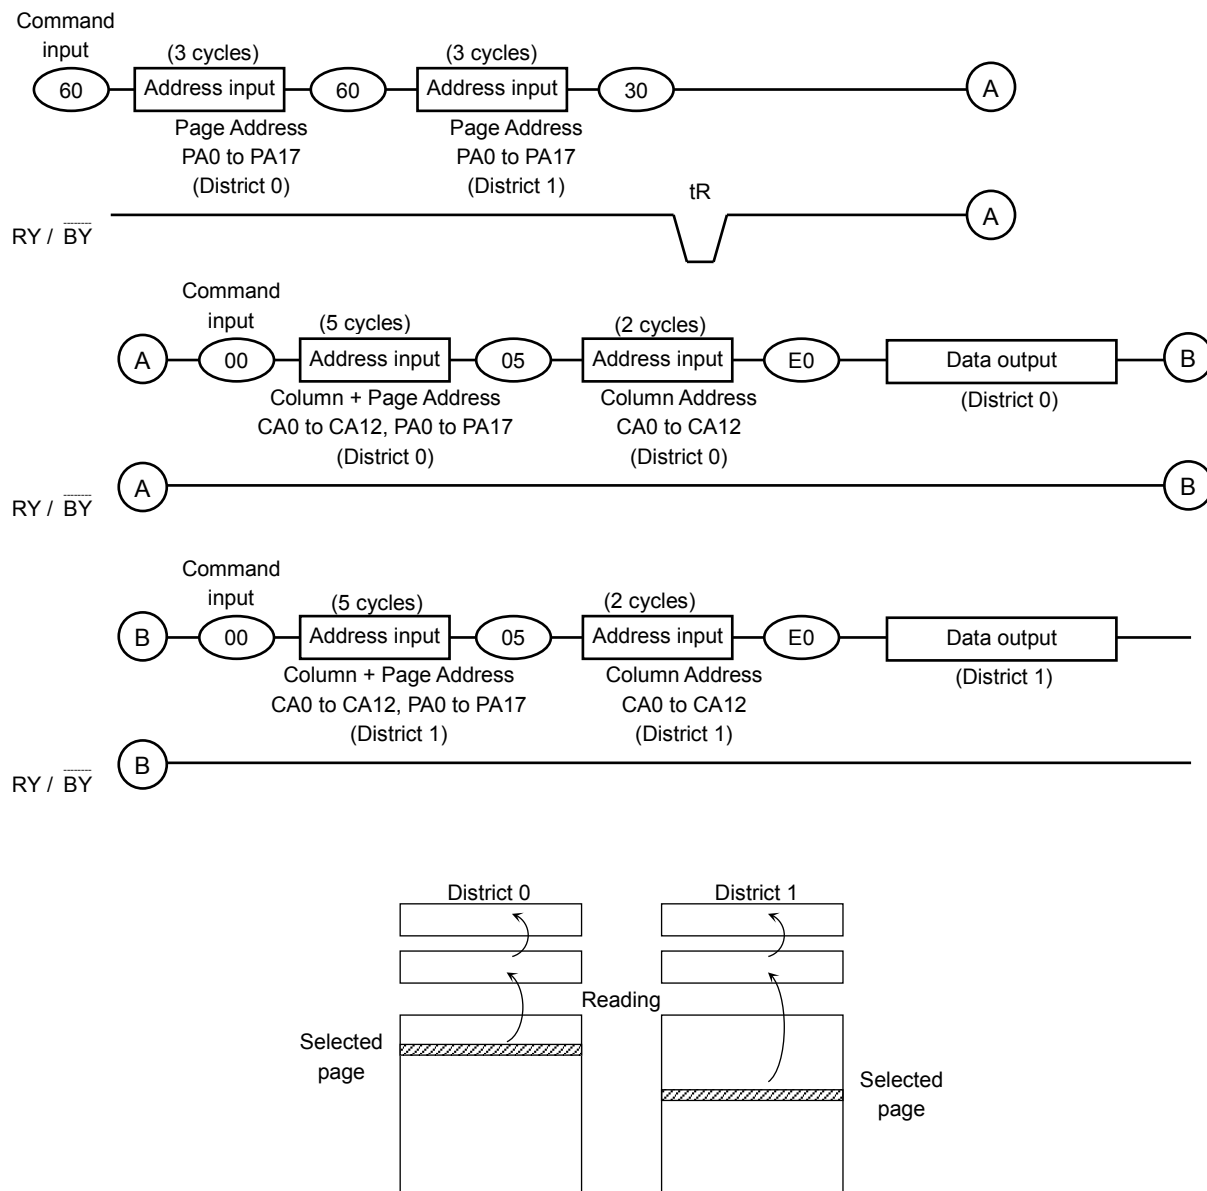 Command
input
(3 cycles)
(3 cycles)
60
Address input
60
Address input
30
A
Page Address
PA0 to PA17
(District 0)
Page Address
PA0 to PA17
(District 1)
tR
RY / BY
A
Command
input
(5 cycles)
(2 cycles)
A
00
Address input
05
Address input
E0
Data output
B
Column + Page Address
CA0 to CA12, PA0 to PA17
(District 0)
Column Address
CA0 to CA12
(District 0)
(District 0)
RY / BY
A
B
Command
input
(5 cycles)
(2 cycles)
B
00
Address input
05
Address input
E0
Data output
Column + Page Address
CA0 to CA12, PA0 to PA17
(District 1)
Column Address
CA0 to CA12
(District 1)
(District 1)
RY / BY
B
District 0
District 1
Reading
Selected
page
Selected
page